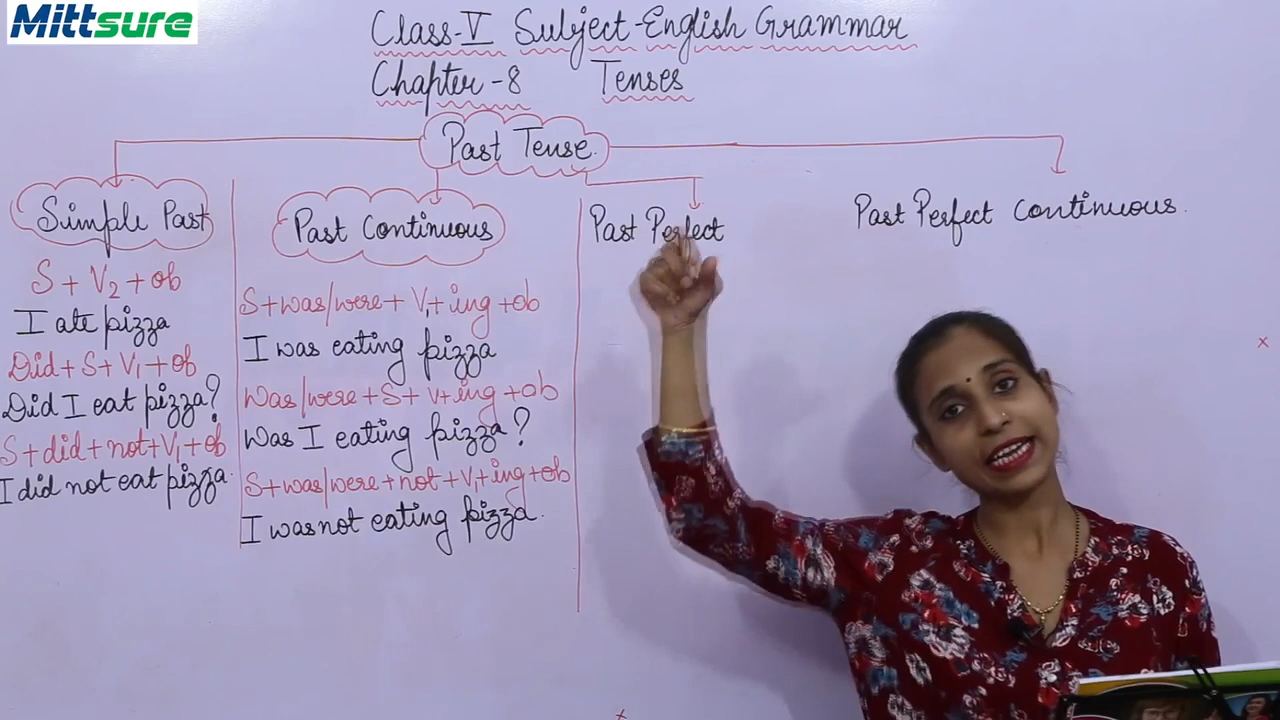 Mittsure
Class-V Subject-English Grammar
Chapter-8 Tenses
Past Tense.
Simple Past
S+V2+ob
I ate pizza
Did+S+V1+ob
Did I eat pizza?
S+did+not+V1+ob
I did not eat pizza.
Past Continuous
S+was/were+V1+ing+ob
I was eating pizza
Was/were+S+V+ing+ob
Was I eating pizza?
S+was/were+not+V1+ing+ob
I was not eating pizza.
Past Perfect
Past Perfect Continuous.